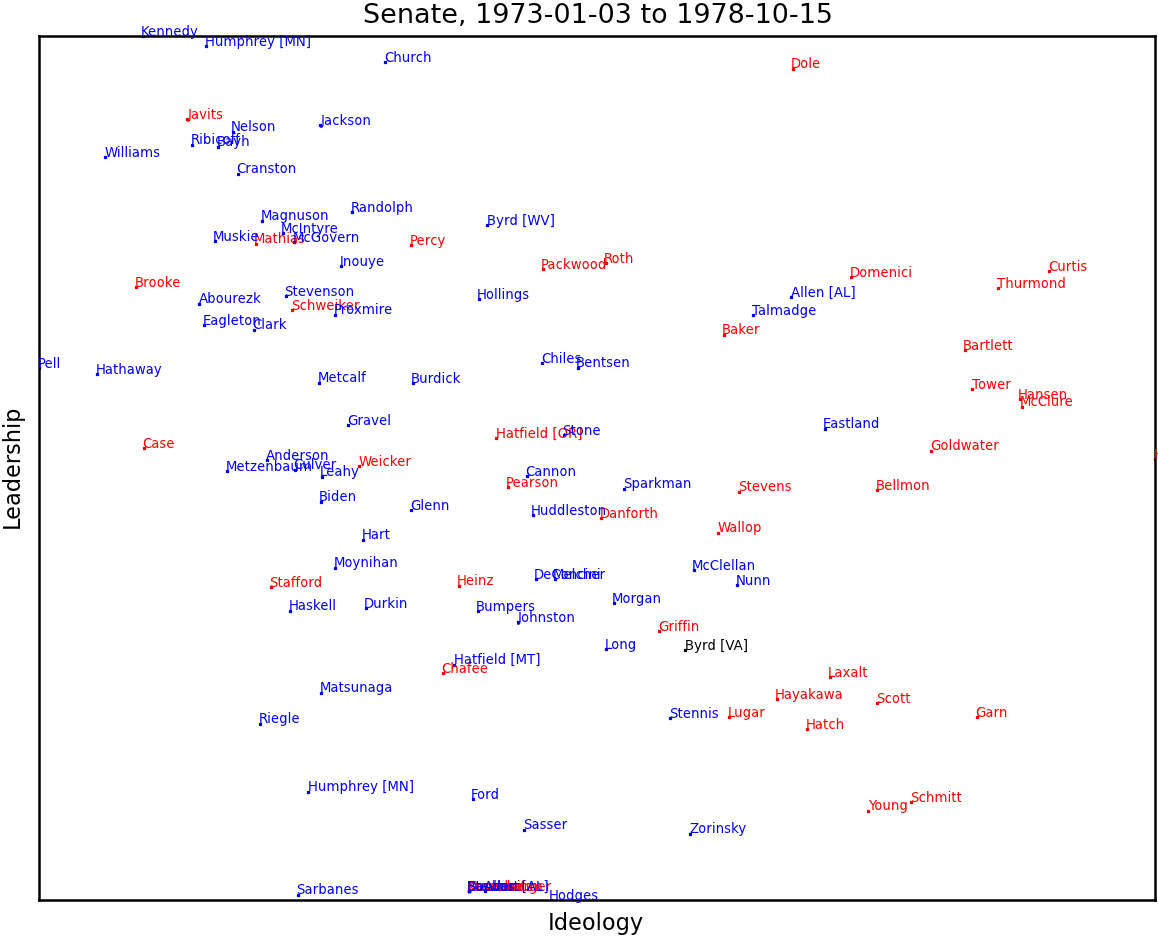 Senate, 1973-01-03 to 1978-10-15
Kennedy
Humphrey [MN]
Church
Dole
Javits
Jackson
Nelson
Ribicoff
Bayh
Williams
Cranston
Randolph
Magnuson
Byrd [WV]
McIntyre
Muskie
Mathias
McGovern
Percy
Roth
Inouye
Packwood
Curtis
Domenici
Brooke
Thurmond
Stevenson
Allen [AL]
Hollings
Abourezk
Schweiker
Proxmire
Talmadge
Eagleton
Clark
Baker
Bartlett
Chiles
Bentsen
Pell
Hathaway
Metcalf
Burdick
Tower
Hansen
McClure
Gravel
Eastland
Stone
Hatfield [OR]
Case
Goldwater
Anderson
Weicker
Culver
Metzenbaum
Leahy
Cannon
Pearson
Sparkman
Stevens
Bellmon
Biden
Glenn
Huddleston
Danforth
Wallop
Hart
Moynihan
McClellan
DeConcini
Melcher
Nunn
Heinz
Stafford
Morgan
Durkin
Haskell
Bumpers
Johnston
Griffin
Long
Byrd [VA]
Hatfield [MT]
Chafee
Laxalt
Matsunaga
Hayakawa
Scott
Stennis
Lugar
Garn
Riegle
Hatch
Humphrey [MN]
Ford
Schmitt
Young
Sasser
Zorinsky
Sarbanes
Hodges
Leadership
Ideology